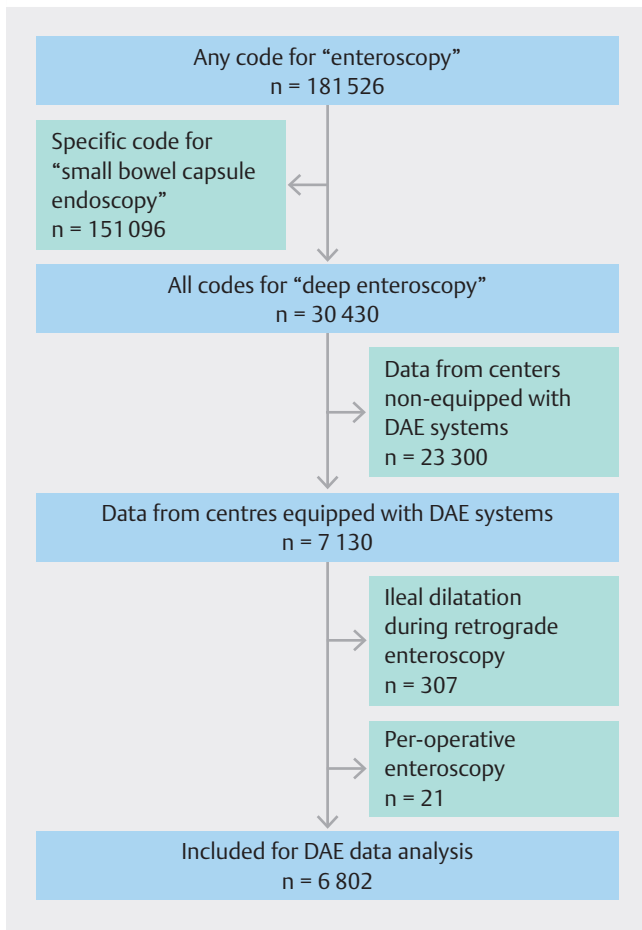 Any code for “enteroscopy”
n = 181 526
Specific code for
“small bowel capsule
endoscopy”
n = 151 096
All codes for “deep enteroscopy”
n = 30 430
Data from centers
non-equipped with
DAE systems
n = 23 300
Data from centres equipped with DAE systems
n = 7 130
Ileal dilatation
during retrograde
enteroscopy
n = 307
Per-operative
enteroscopy
n = 21
Included for DAE data analysis
n = 6 802